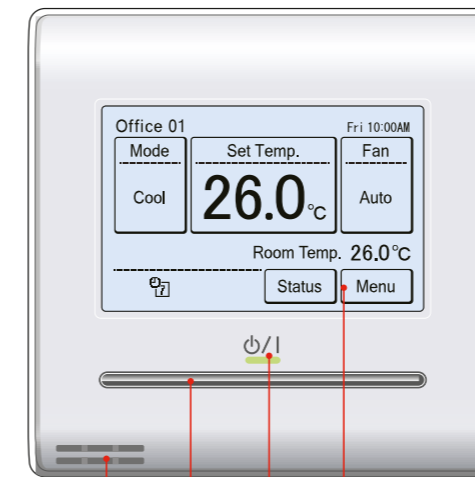 Office 01
Fri 10:00AM
Mode
Set Temp.
Fan
Cool
26.0°C
Auto
Room Temp. 26.0°C
7
Status
Menu
/I